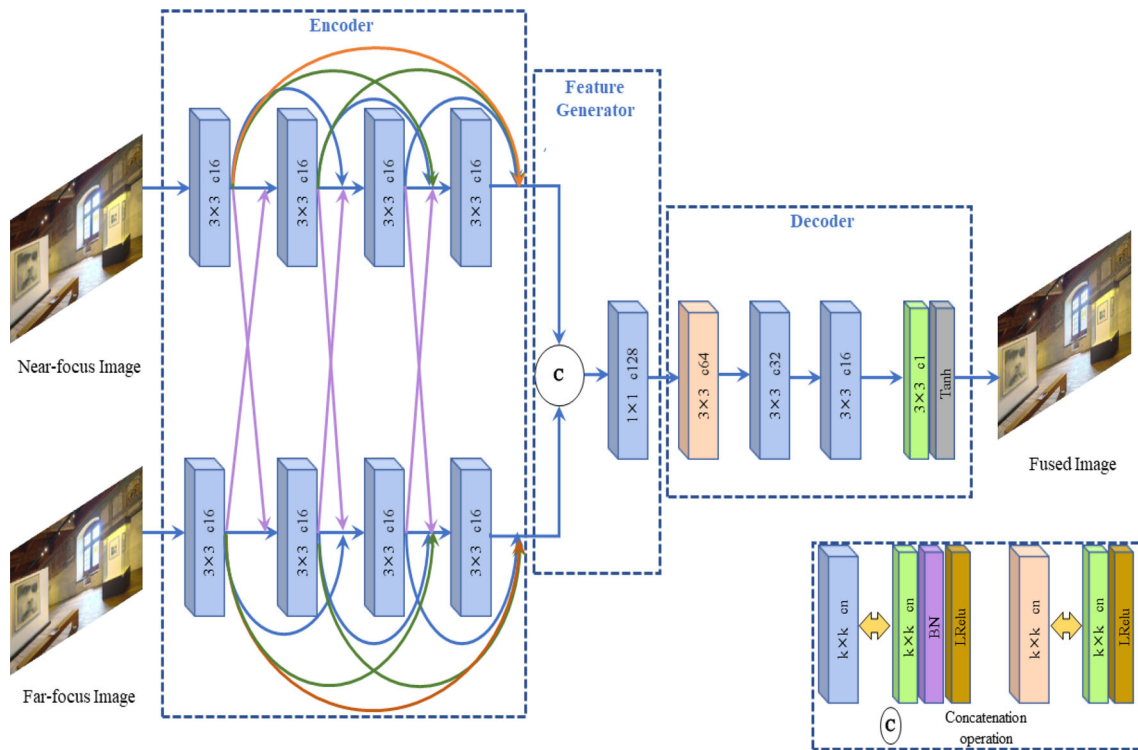 Encoder
Feature
Generator
Decoder
3×3 c16
3×3 c16
3×3 c16
3×3 c16
Near-focus Image
C
1×1 c128
3×3 c64
3×3 c32
3×3 c16
3×3 c1
Tanh
Fused Image
3×3 c16
3×3 c16
3×3 c16
3×3 c16
Far-focus Image
k×k cn
k×k cn
BN
LRelu
k×k cn
k×k cn
LRelu
C
Concatenation
operation